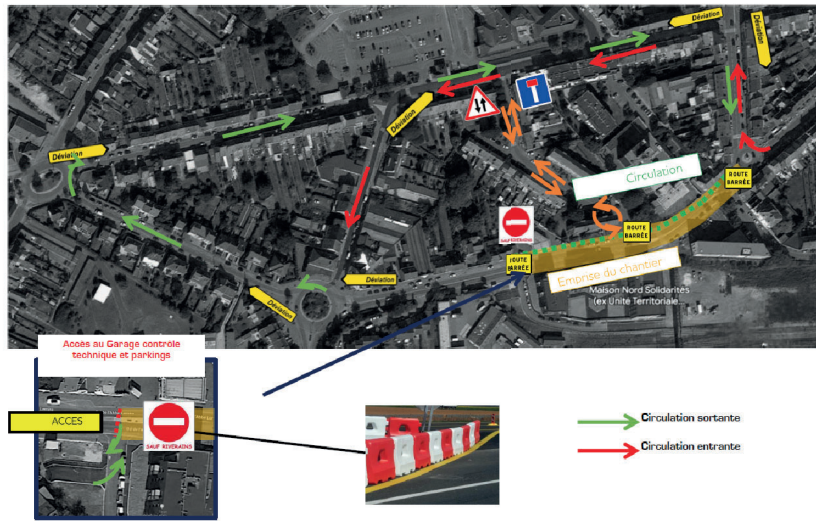 Déviation
Déviation
Déviation
Déviation
Circulation
ROUTE
BARRÉE
SAUF RIVERAINS
ROUTE
BARRÉE
ROUTE
BARRÉE
Déviation
Déviation
Emprise du chantier
Maison Nord Solidarités
(ex Unité Territoriale
Accès au Garage contrôle
technique et parkings
ACCES
SAUF RIVERAINS
Circulation sortante
Circulation entrante